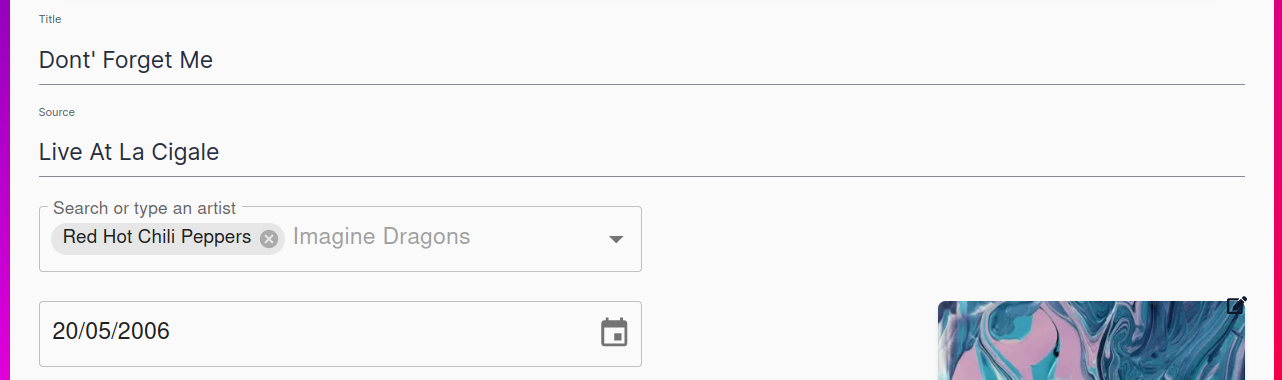 Title
Dont' Forget Me
Source
Live At La Cigale
Search or type an artist
Red Hot Chili Peppers Imagine Dragons
20/05/2006